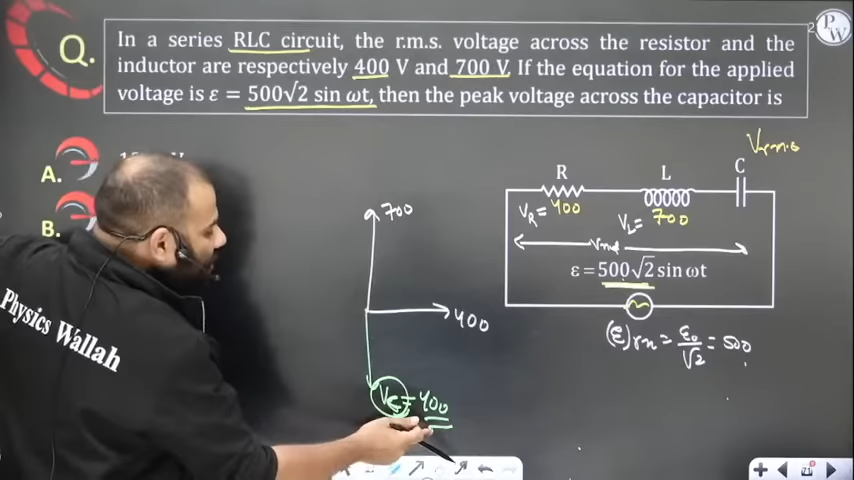 Q.
In a series RLC circuit, the r.m.s. voltage across the resistor and the
inductor are respectively 400 V and 700 V. If the equation for the applied
voltage is ε = 500√2 sin ωt, then the peak voltage across the capacitor is
2
PW
A.
B.
Physics Wallah
700
400
Vc = 400
Vrms
R
L
C
VR = 400
VL = 700
ε = 500√2 sin ωt
= ε₀/√2 = 500